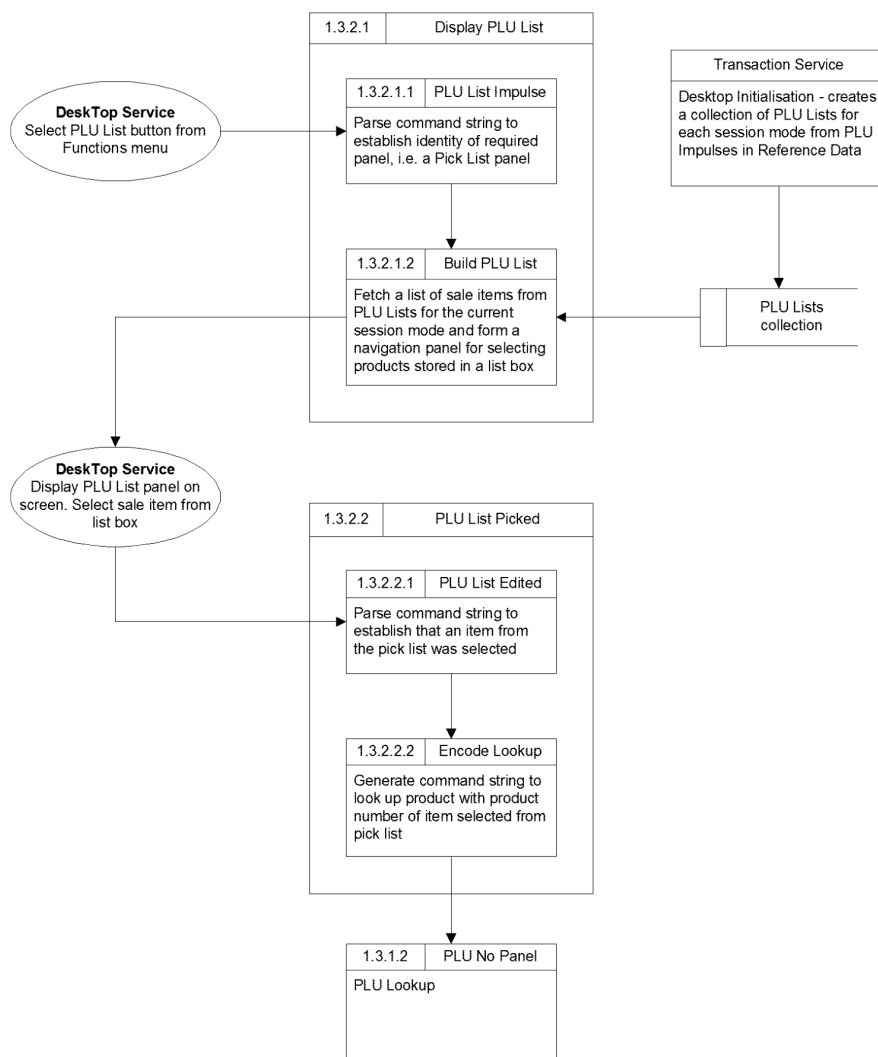 1.3.2.1 Display PLU List
Transaction Service
Desktop Initialisation - creates
a collection of PLU Lists for
each session mode from PLU
Impulses in Reference Data
1.3.2.1.1 PLU List Impulse
Parse command string to
establish identity of required
panel, i.e. a Pick List panel
DeskTop Service
Select PLU List button from
Functions menu
1.3.2.1.2 Build PLU List
Fetch a list of sale items from
PLU Lists for the current
session mode and form a
navigation panel for selecting
products stored in a list box
PLU Lists
collection
DeskTop Service
Display PLU List panel on
screen. Select sale item from
list box
1.3.2.2 PLU List Picked
1.3.2.2.1 PLU List Edited
Parse command string to
establish that an item from
the pick list was selected
1.3.2.2.2 Encode Lookup
Generate command string to
look up product with product
number of item selected from
pick list
1.3.1.2 PLU No Panel
PLU Lookup